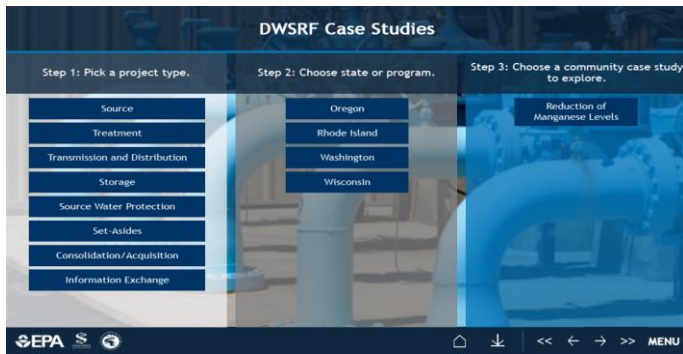 DWSRF Case Studies
Step 1: Pick a project type.
Source
Treatment
Transmission and Distribution
Storage
Source Water Protection
Set-Asides
Consolidation/Acquisition
Information Exchange
Step 2: Choose state or program.
Oregon
Rhode Island
Washington
Wisconsin
Step 3: Choose a community case study
to explore.
Reduction of
Manganese Levels
EPA
<< ← → >> MENU